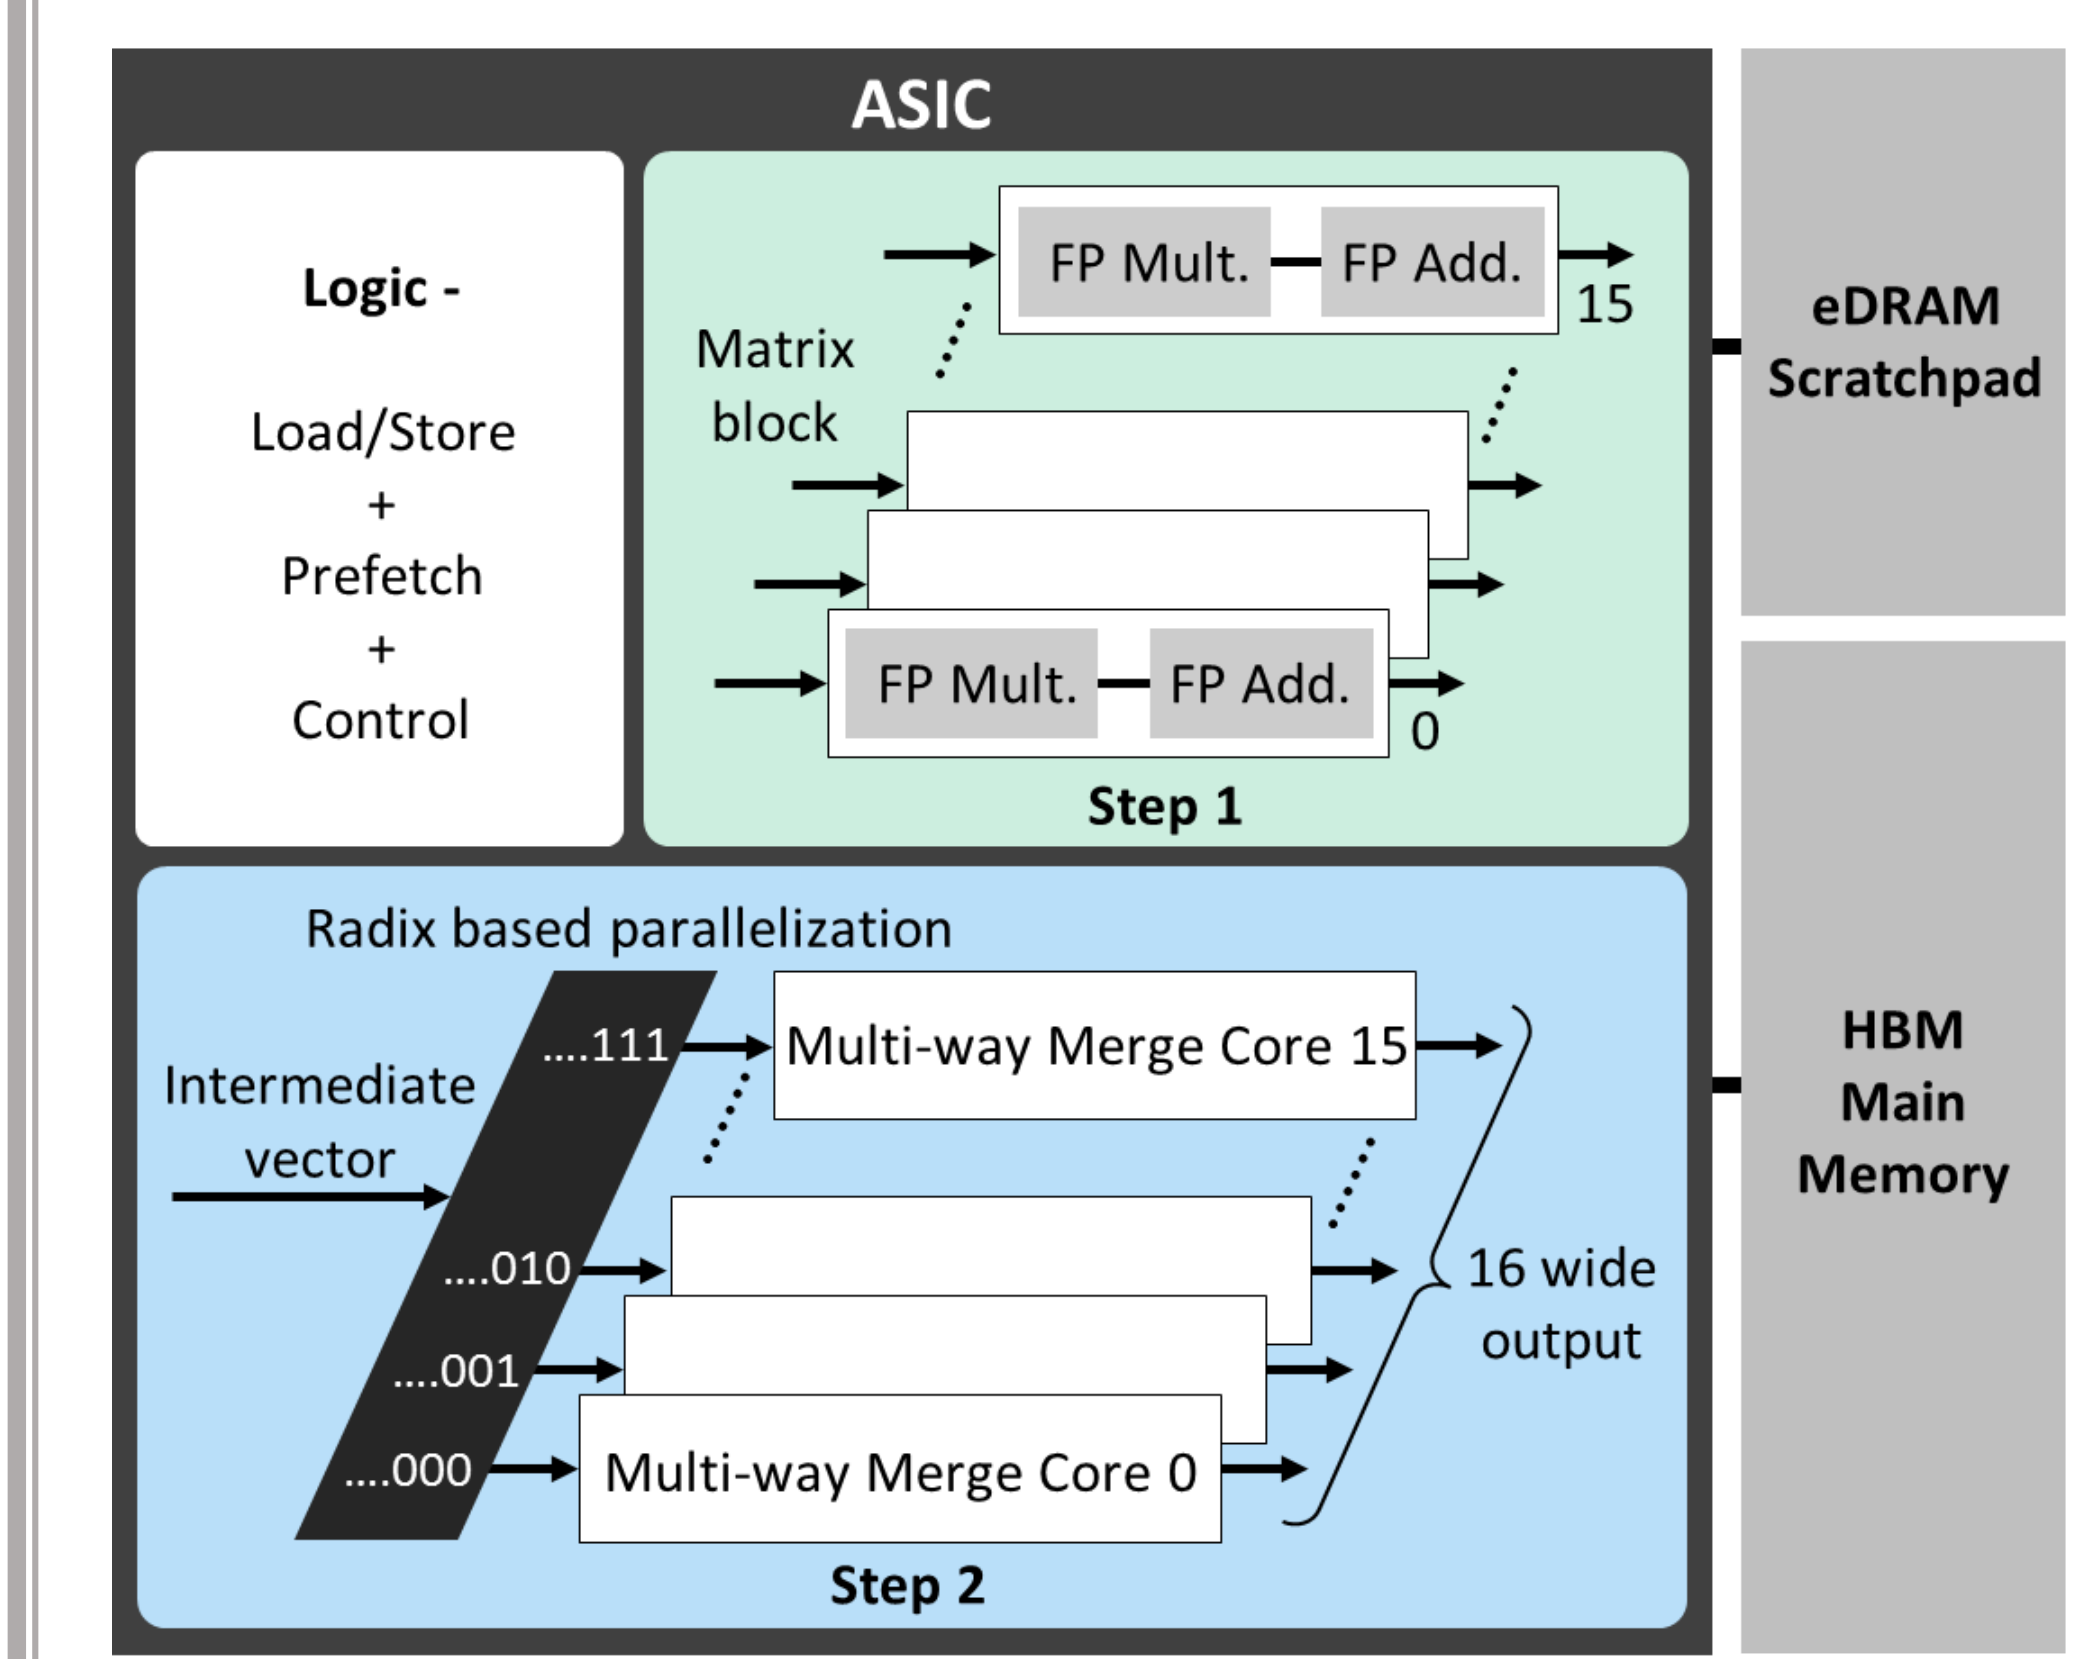 ASIC
Logic -
Load/Store
+
Prefetch
+
Control
Matrix
block
FP Mult.
FP Add.
15
FP Mult.
FP Add.
0
Step 1
eDRAM
Scratchpad
Radix based parallelization
Intermediate
vector
....111
....010
....001
....000
Multi-way Merge Core 15
Multi-way Merge Core 0
16 wide
output
Step 2
HBM
Main
Memory